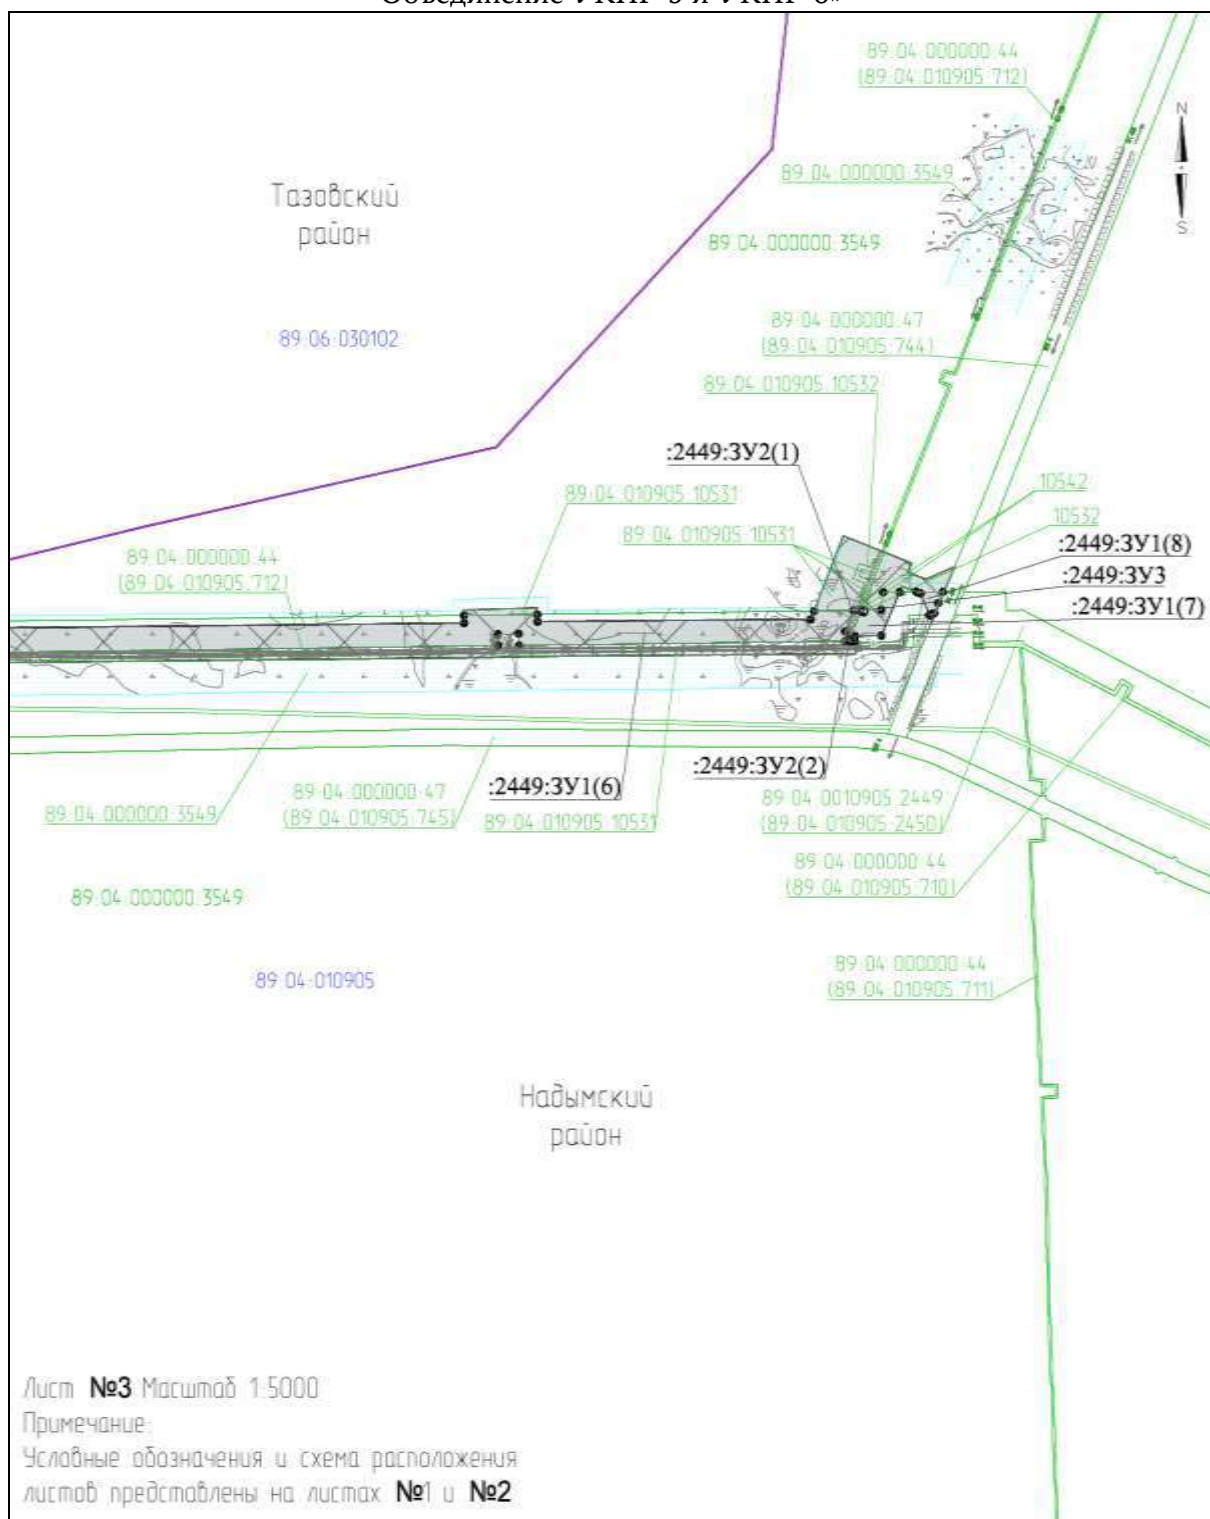 89:04:000000:44
(89:04:010905:712)
N
S
89:04:000000:3549
89:04:000000:3549
Тазовский
район
89:06:030102
89:04:000000:47
(89:04:010905:744)
89:04:010905:10532
:2449:ЗУ2(1)
89:04:010905:10531
89:04:010905:10531
10542
10532
:2449:ЗУ1(8)
:2449:ЗУ3
:2449:ЗУ1(7)
89:04:000000:44
(89:04:010905:712)
:2449:ЗУ2(2)
:2449:ЗУ1(6)
89:04:000000:3549
89:04:000000:47
(89:04:010905:745)
89:04:010905:10531
89:04:0010905:2449
(89:04:010905:2450)
89:04:000000:44
(89:04:010905:710)
89:04:000000:3549
89:04:010905
89:04:000000:44
(89:04:010905:711)
Надымский
район
Лист №3 Масштаб 1:5000
Примечание:
Условные обозначения и схема расположения
листов представлены на листах №1 и №2